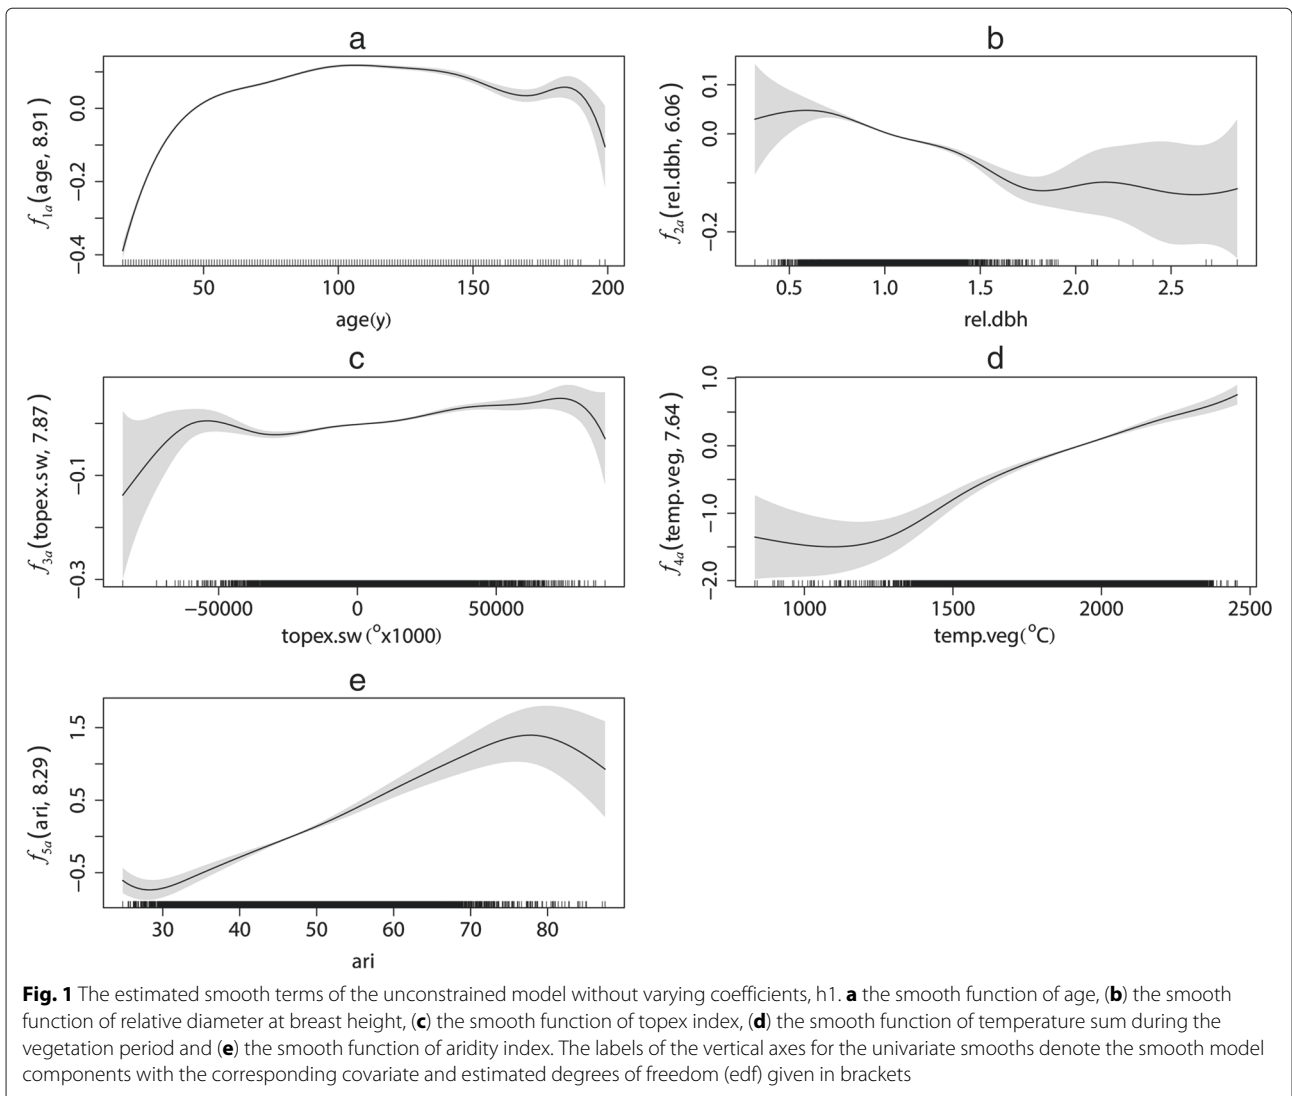 a
f1a(age, 8.91)
0.0
−0.2
−0.4
50
100
150
200
age(y)
b
f2a(rel.dbh, 6.06)
0.1
0.0
−0.2
0.5
1.0
1.5
2.0
2.5
rel.dbh
c
f3a(topex.sw, 7.87)
−0.1
−0.3
−50000
0
50000
topex.sw (°x1000)
d
f4a(temp.veg, 7.64)
1.0
0.0
−1.0
−2.0
1000
1500
2000
2500
temp.veg(°C)
e
f5a(ari, 8.29)
1.5
0.5
−0.5
30
40
50
60
70
80
ari
Fig. 1 The estimated smooth terms of the unconstrained model without varying coefficients, h1. a the smooth function of age, (b) the smooth
function of relative diameter at breast height, (c) the smooth function of topex index, (d) the smooth function of temperature sum during the
vegetation period and (e) the smooth function of aridity index. The labels of the vertical axes for the univariate smooths denote the smooth model
components with the corresponding covariate and estimated degrees of freedom (edf) given in brackets